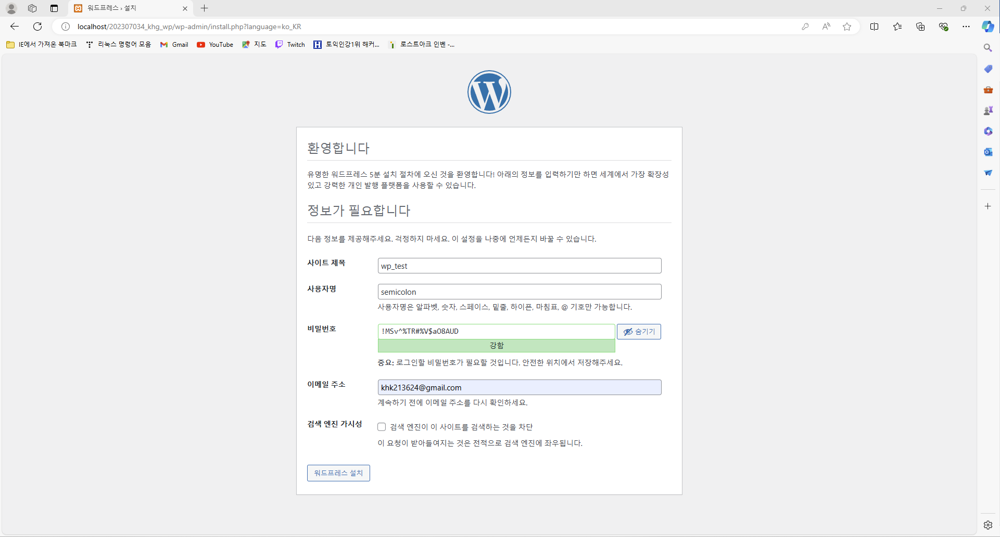 워드프레스 › 설치
localhost/202307034_khg_wp/wp-admin/install.php?language=ko_KR
IE에서 가져온 북마크 리눅스 명령어 모음 Gmail YouTube 지도 Twitch 토익인강1위 해커... 로스트아크 인벤 -...
환영합니다
유명한 워드프레스 5분 설치 절차에 오신 것을 환영합니다! 아래의 정보를 입력하기만 하면 세계에서 가장 확장성
있고 강력한 개인 발행 플랫폼을 사용할 수 있습니다.
정보가 필요합니다
다음 정보를 제공해주세요. 걱정하지 마세요. 이 설정을 나중에 언제든지 바꿀 수 있습니다.
사이트 제목
wp_test
사용자명
semicolon
사용자명은 알파벳, 숫자, 스페이스, 밑줄, 하이픈, 마침표, @ 기호만 가능합니다.
비밀번호
!MSv^%TR#%V$aO8AUD
숨기기
강함
중요: 로그인할 비밀번호가 필요할 것입니다. 안전한 위치에서 저장해주세요.
이메일 주소
khk213624@gmail.com
계속하기 전에 이메일 주소를 다시 확인하세요.
검색 엔진 가시성
검색 엔진이 이 사이트를 검색하는 것을 차단
이 요청이 받아들여지는 것은 전적으로 검색 엔진에 좌우됩니다.
워드프레스 설치